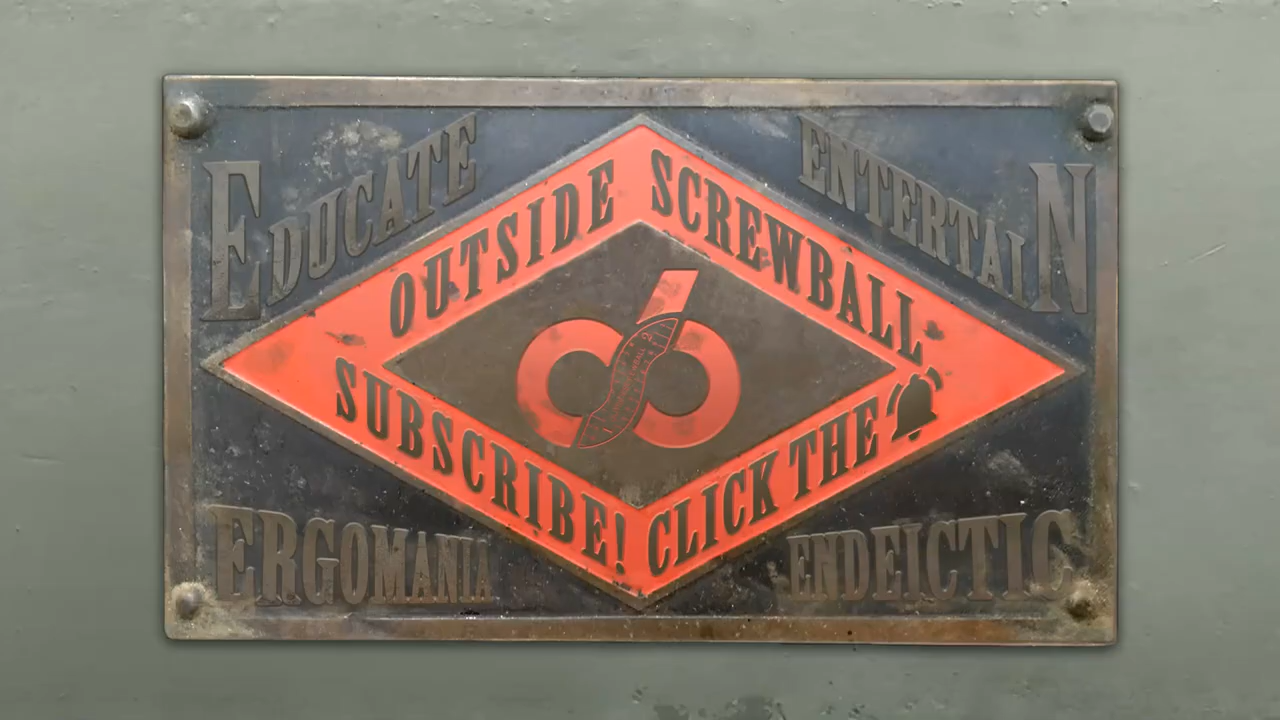 EDUCATE
ENTERTAIN
OUTSIDE SCREWBALL
SUBSCRIBE! CLICK THE
ERGOMANIA
ENDEICTIC